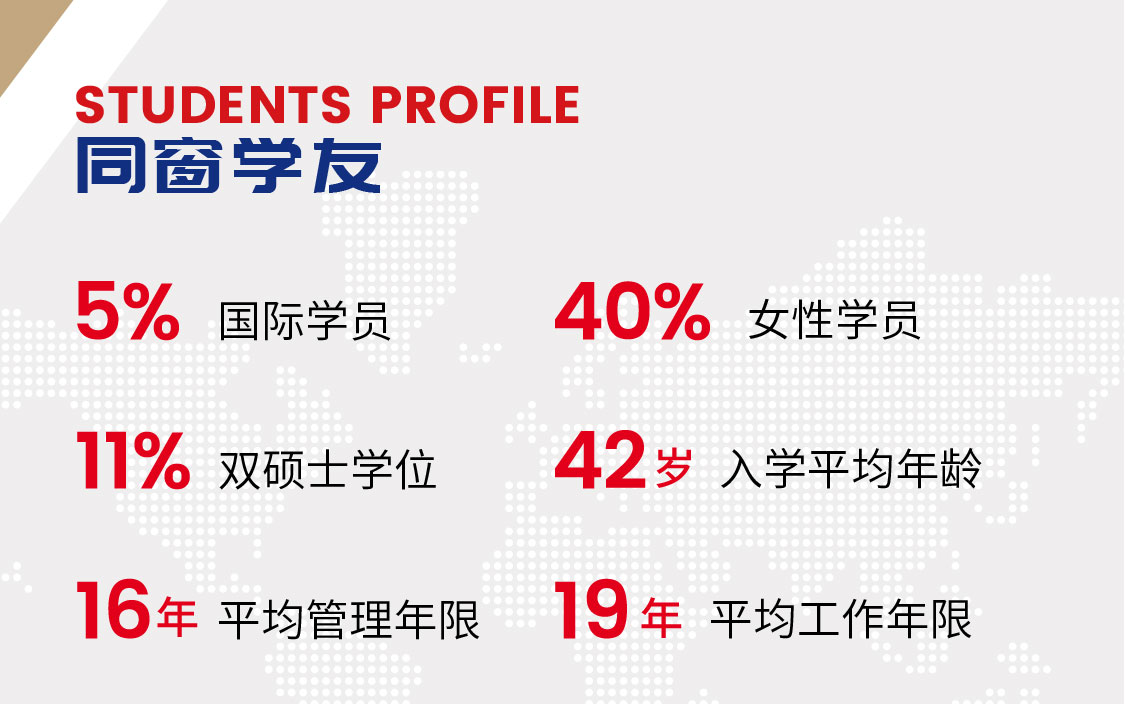 STUDENTS PROFILE
同窗学友
5% 国际学员
40% 女性学员
11% 双硕士学位
42岁 入学平均年龄
16年 平均管理年限
19年 平均工作年限